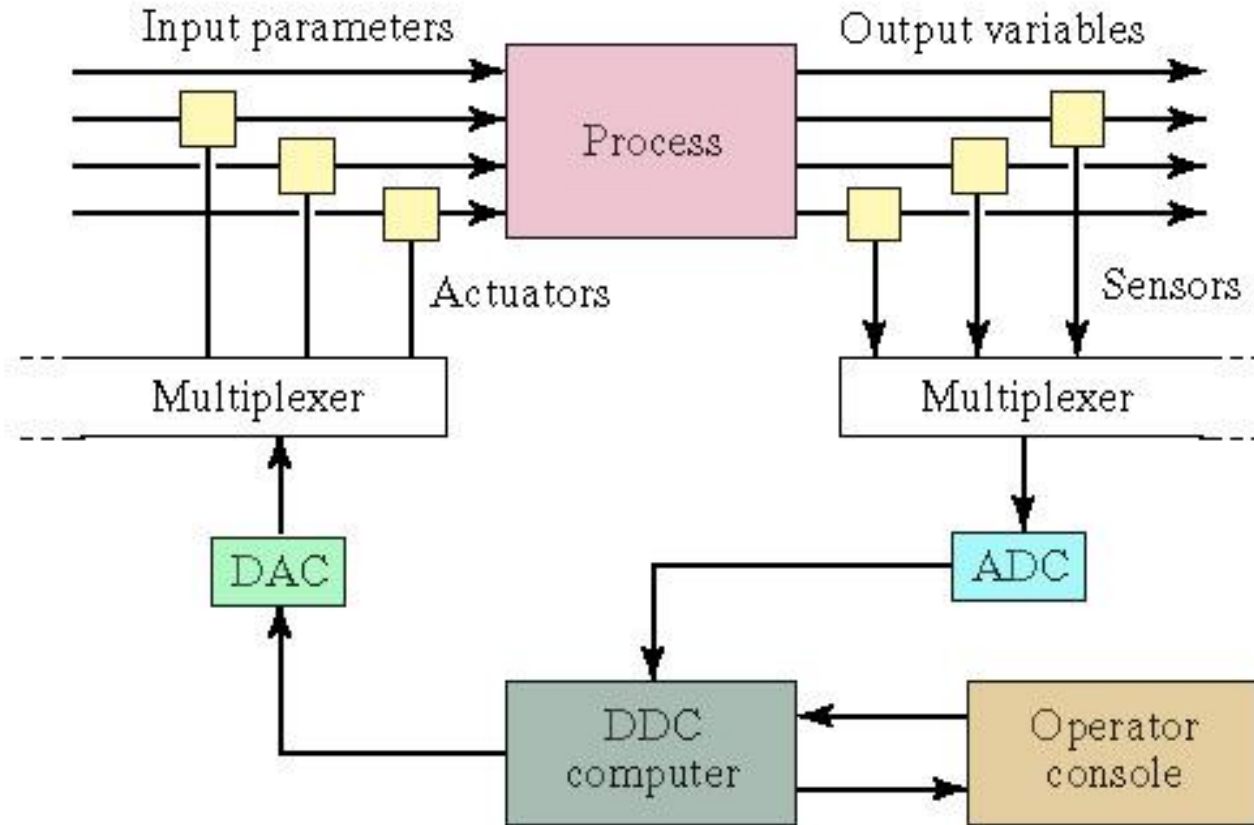 Input parameters
Output variables
Process
Actuators
Sensors
Multiplexer
Multiplexer
DAC
ADC
DDC
computer
Operator
console